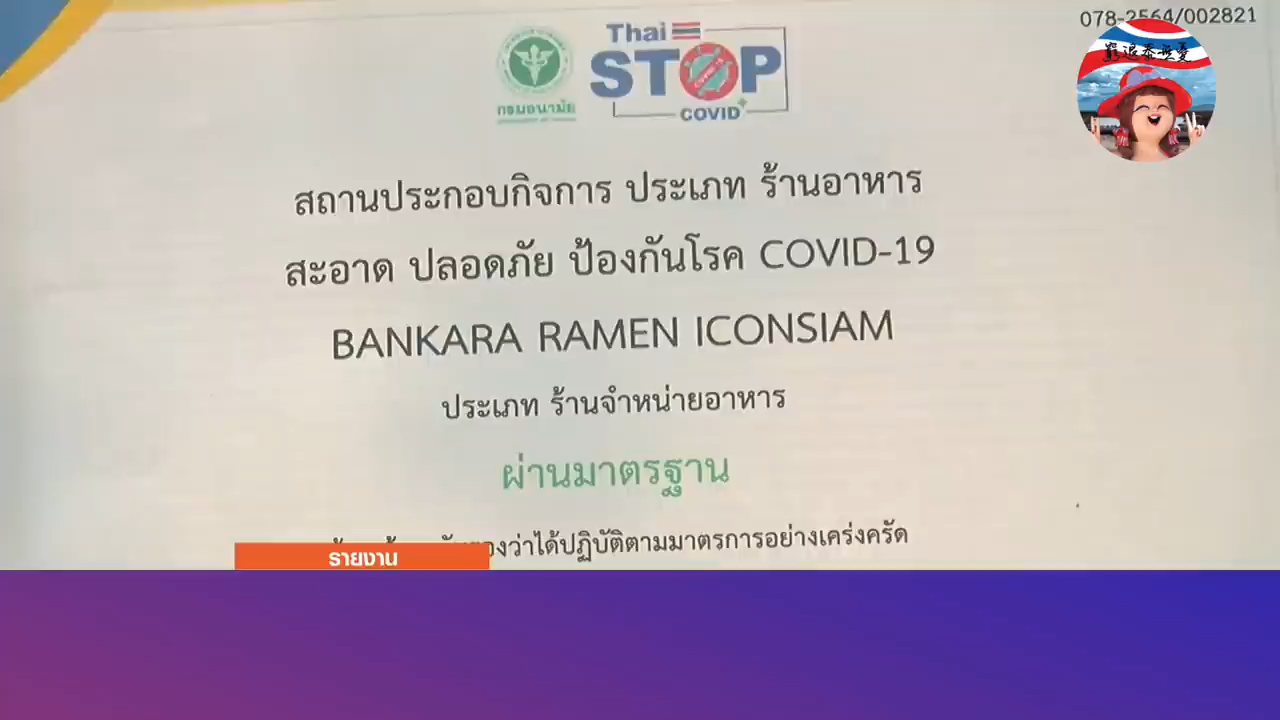 078-2564/002821
Thai
STOP
COVID
กรมอนามัย
สถานประกอบกิจการ ประเภท ร้านอาหาร
สะอาด ปลอดภัย ป้องกันโรค COVID-19
BANKARA RAMEN ICONSIAM
ประเภท ร้านจำหน่ายอาหาร
ผ่านมาตรฐาน
ว่าได้ปฏิบัติตามมาตรการอย่างเคร่งครัด
รายงาน